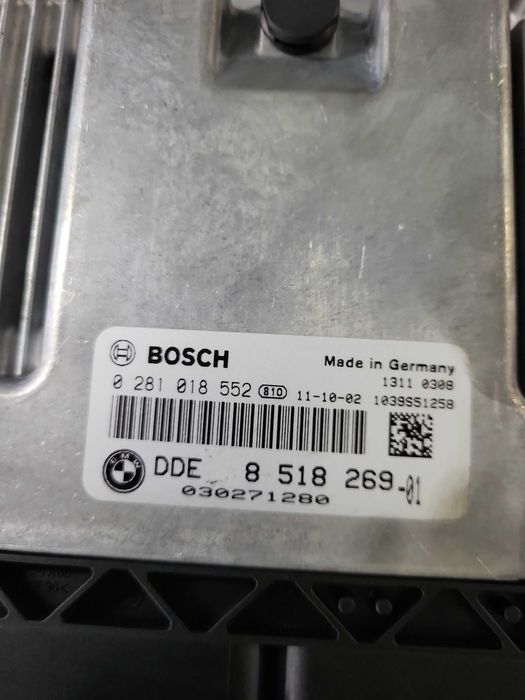 BOSCH
Made in Germany
1311 0308
0 281 018 552 810 11-10-02 1039S51258
BMW
DDE 8 518 269-01
030271280